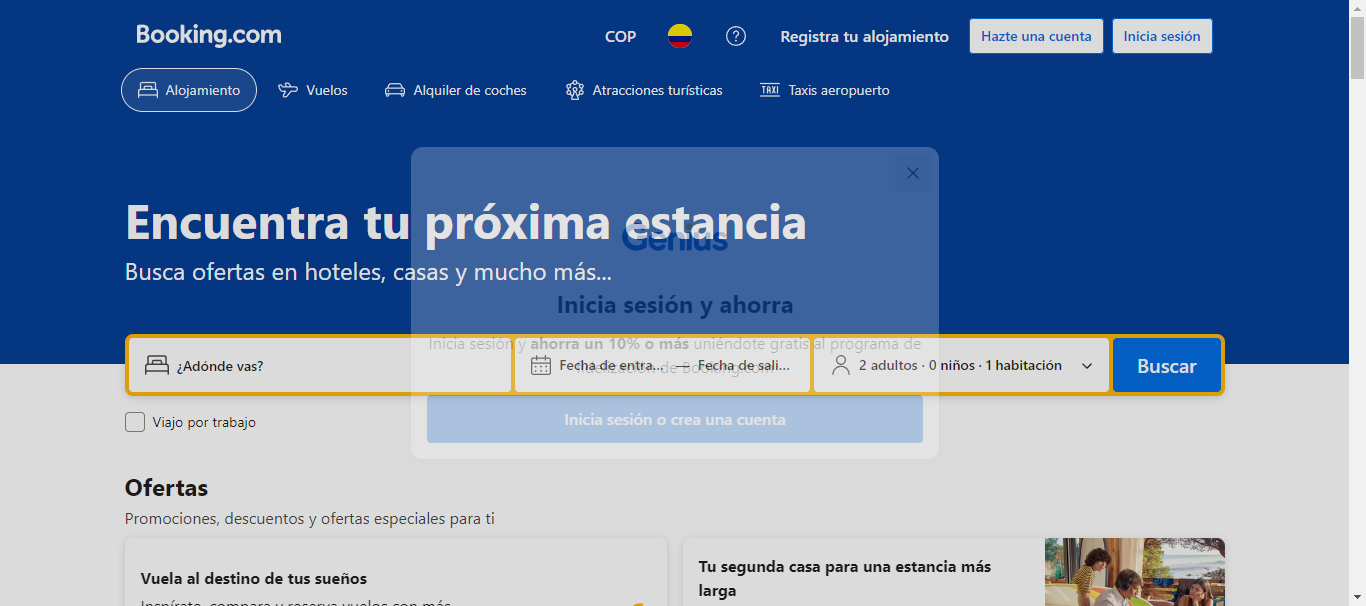 Booking.com
COP
Registra tu alojamiento
Hazte una cuenta
Inicia sesión
Alojamiento
Vuelos
Alquiler de coches
Atracciones turísticas
TAXI Taxis aeropuerto
Encuentra tu próxima estancia
Genius
Busca ofertas en hoteles, casas y mucho más...
Inicia sesión y ahorra
Inicia sesión y ahorra un 10% o más uniéndote gratis al programa de
fidelización de Booking.com
¿Adónde vas?
Fecha de entra... — Fecha de sali...
2 adultos · 0 niños · 1 habitación
Buscar
Viajo por trabajo
Inicia sesión o crea una cuenta
Ofertas
Promociones, descuentos y ofertas especiales para ti
Vuela al destino de tus sueños
Inspírate, compara y reserva vuelos con más
Tu segunda casa para una estancia más
larga